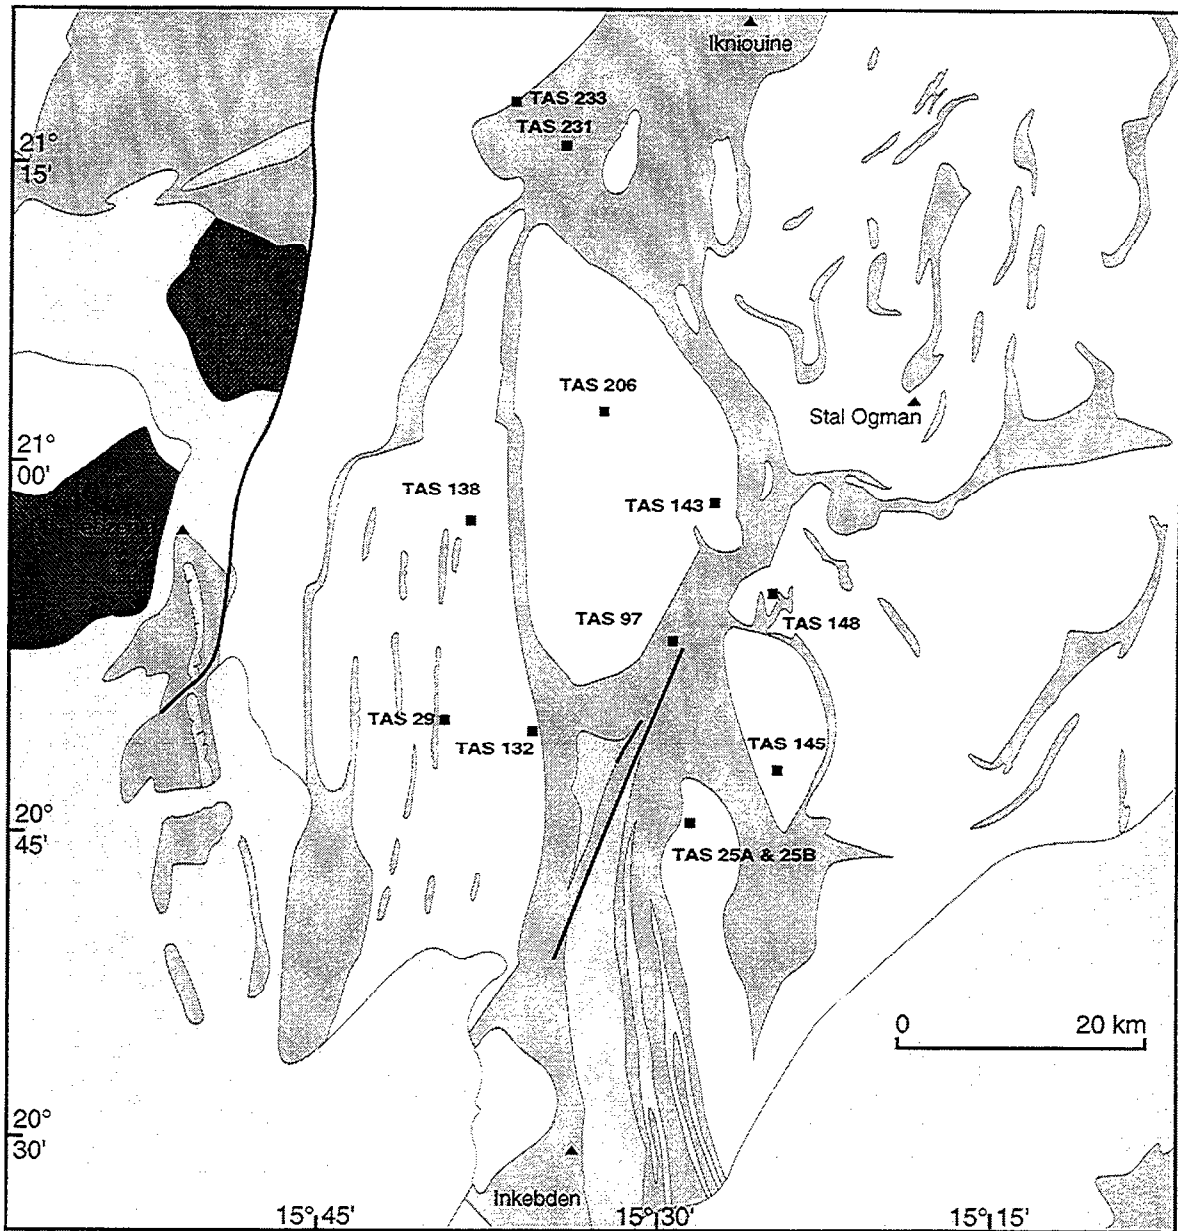 Ikniouine
TAS 233
TAS 231
21°
15'
TAS 206
Stal Ogman
21°
00'
TAS 138
TAS 143
TAS 97
TAS 148
TAS 29
TAS 132
TAS 145
20°
45'
TAS 25A & 25B
0 20 km
20°
30'
Inkebden
15° 45' 15° 30' 15° 15'